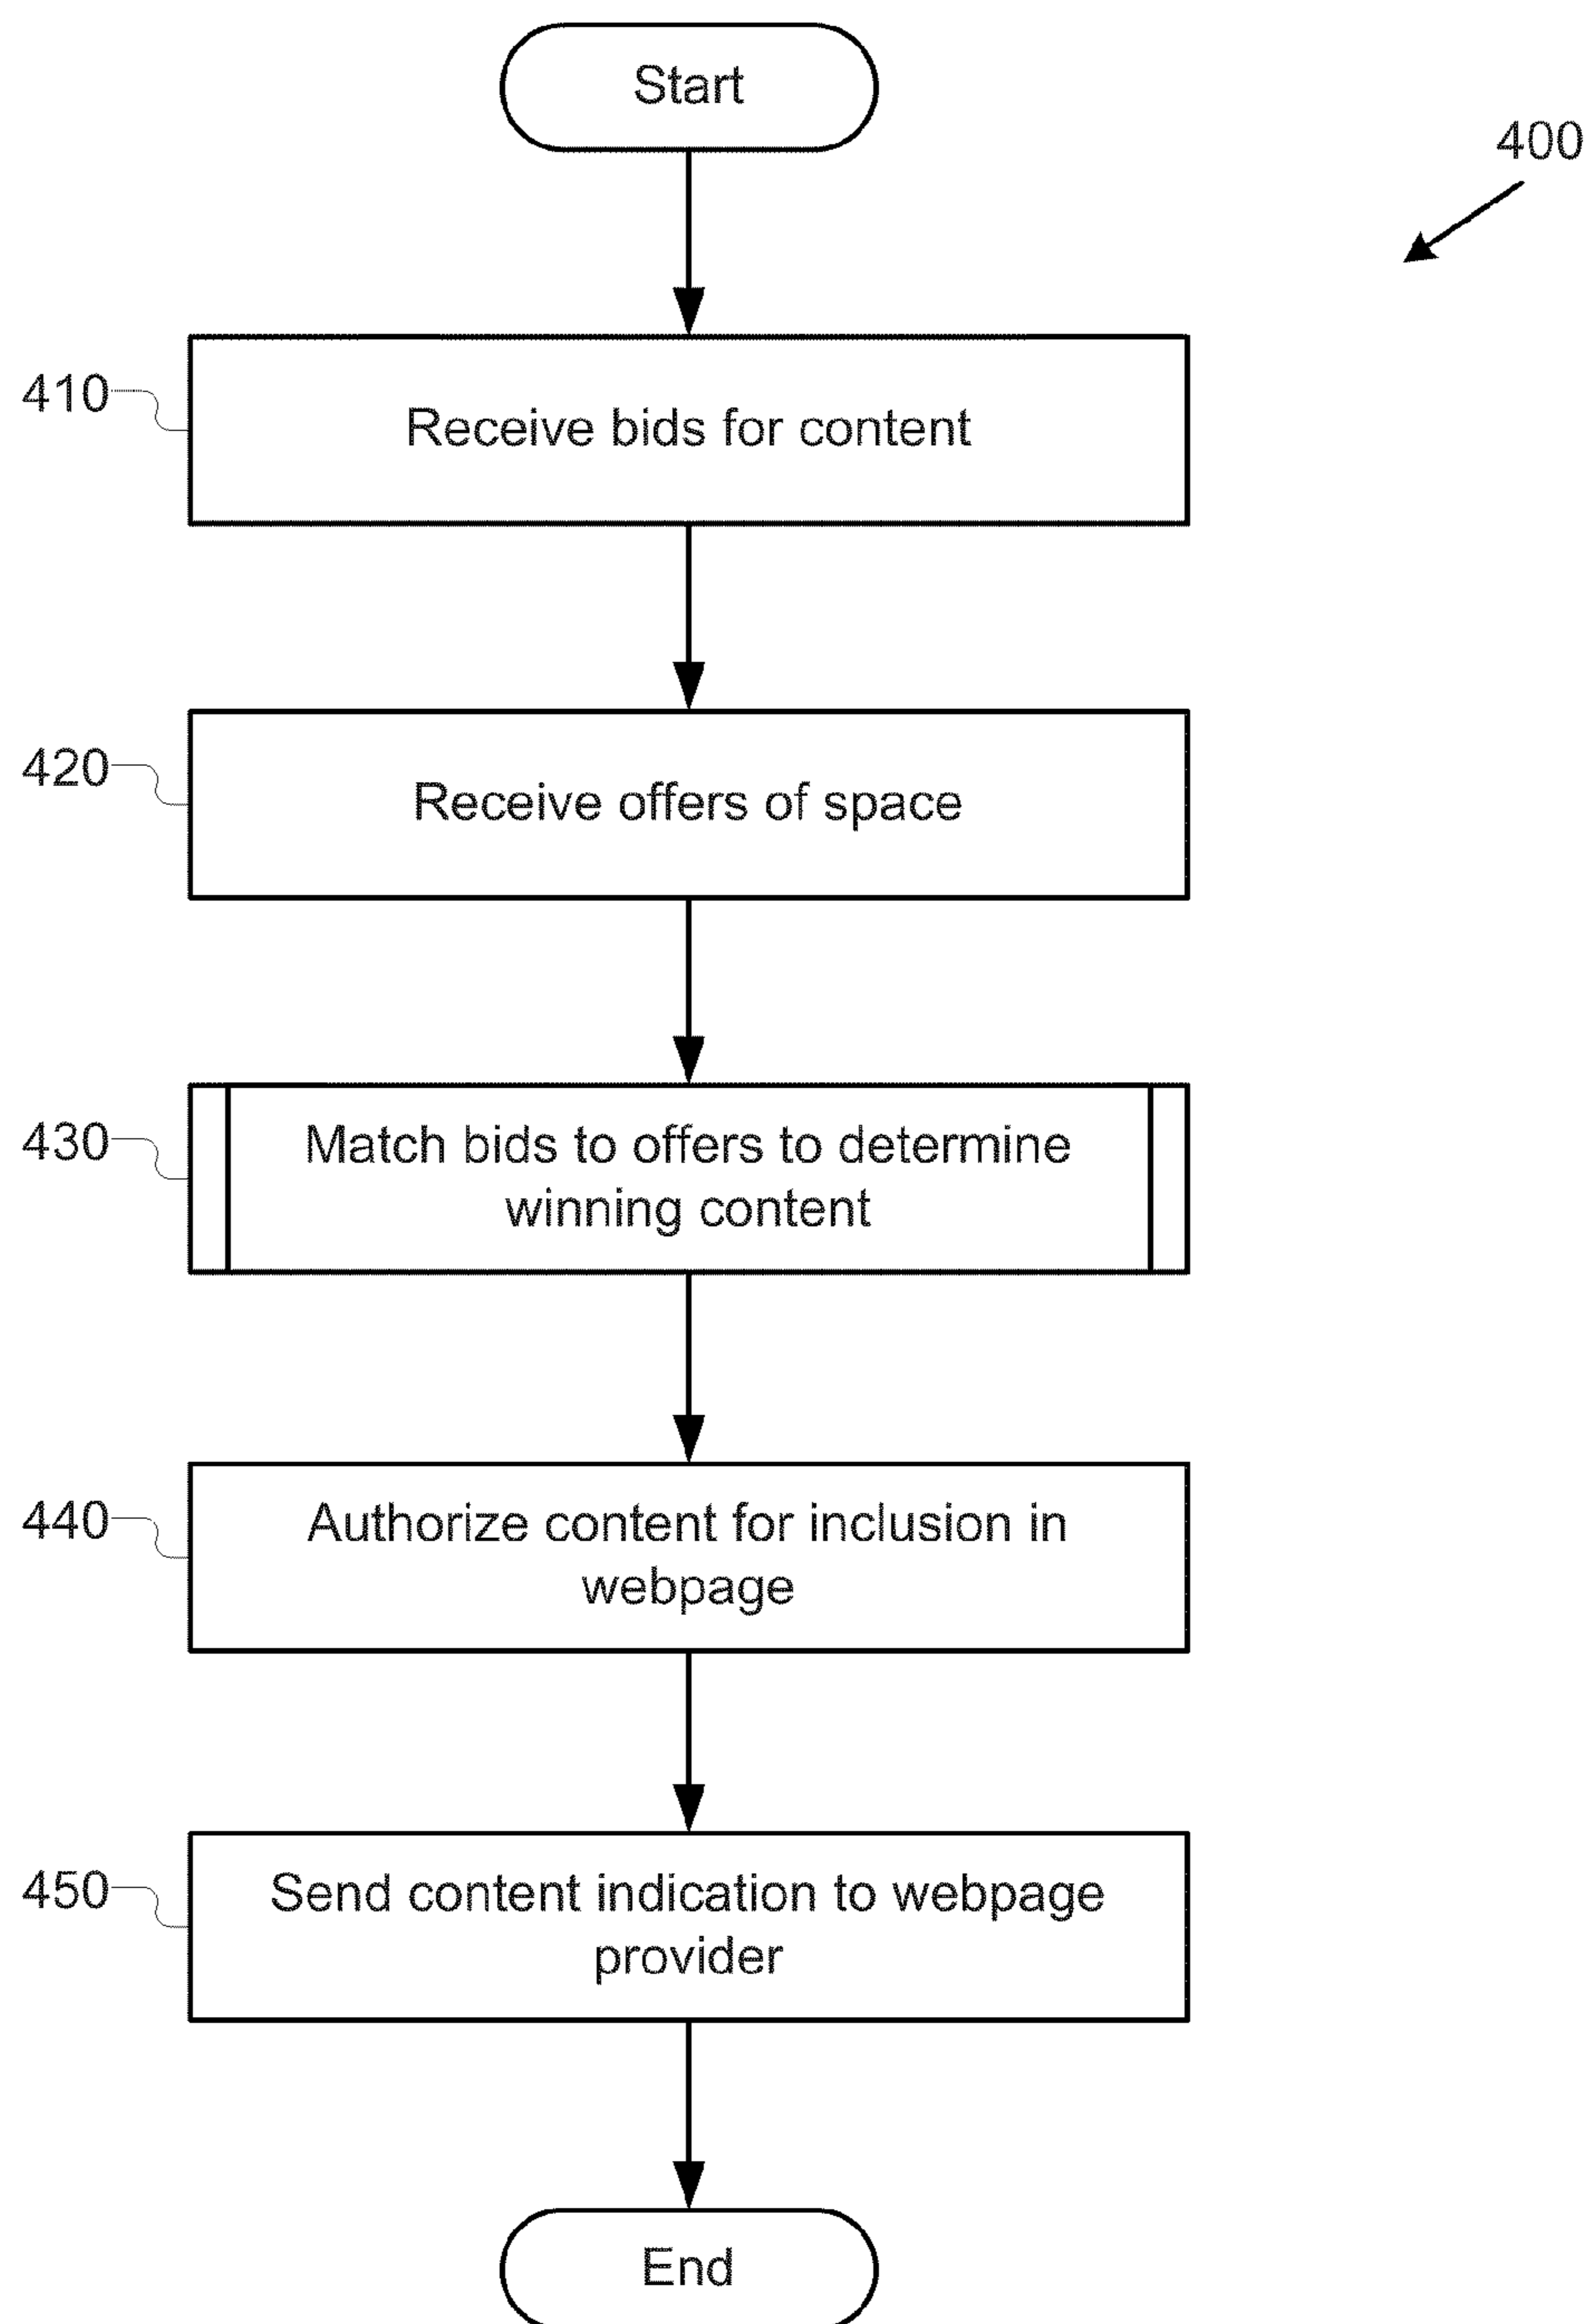 Start
400
410
Receive bids for content
420
Receive offers of space
430
Match bids to offers to determine
winning content
440
Authorize content for inclusion in
webpage
450
Send content indication to webpage
provider
End